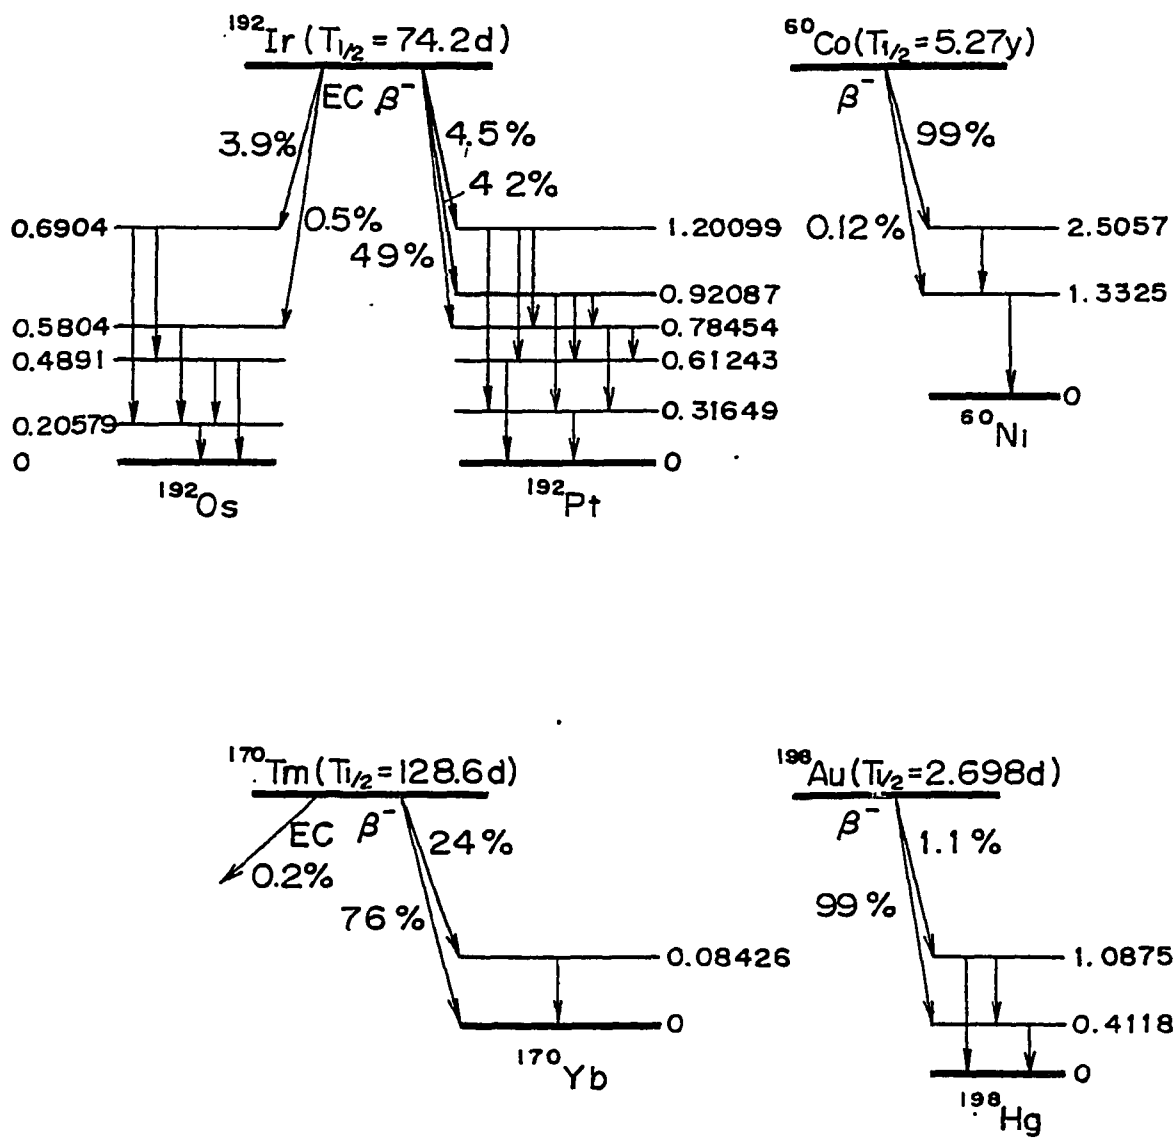 192Ir (T1/2 = 74.2d)
EC β−
3.9%
4.5%
42%
0.5%
49%
0.6904
0.5804
0.4891
0.20579
0
192Os
1.20099
0.92087
0.78454
0.61243
0.31649
0
192Pt
60Co(T1/2=5.27y)
β−
99%
0.12%
2.5057
1.3325
0
60Ni
170Tm(T1/2=128.6d)
EC β−
24%
0.2%
76%
0.08426
0
170Yb
198Au(T1/2=2.698d)
β−
1.1%
99%
1.0875
0.4118
0
198Hg